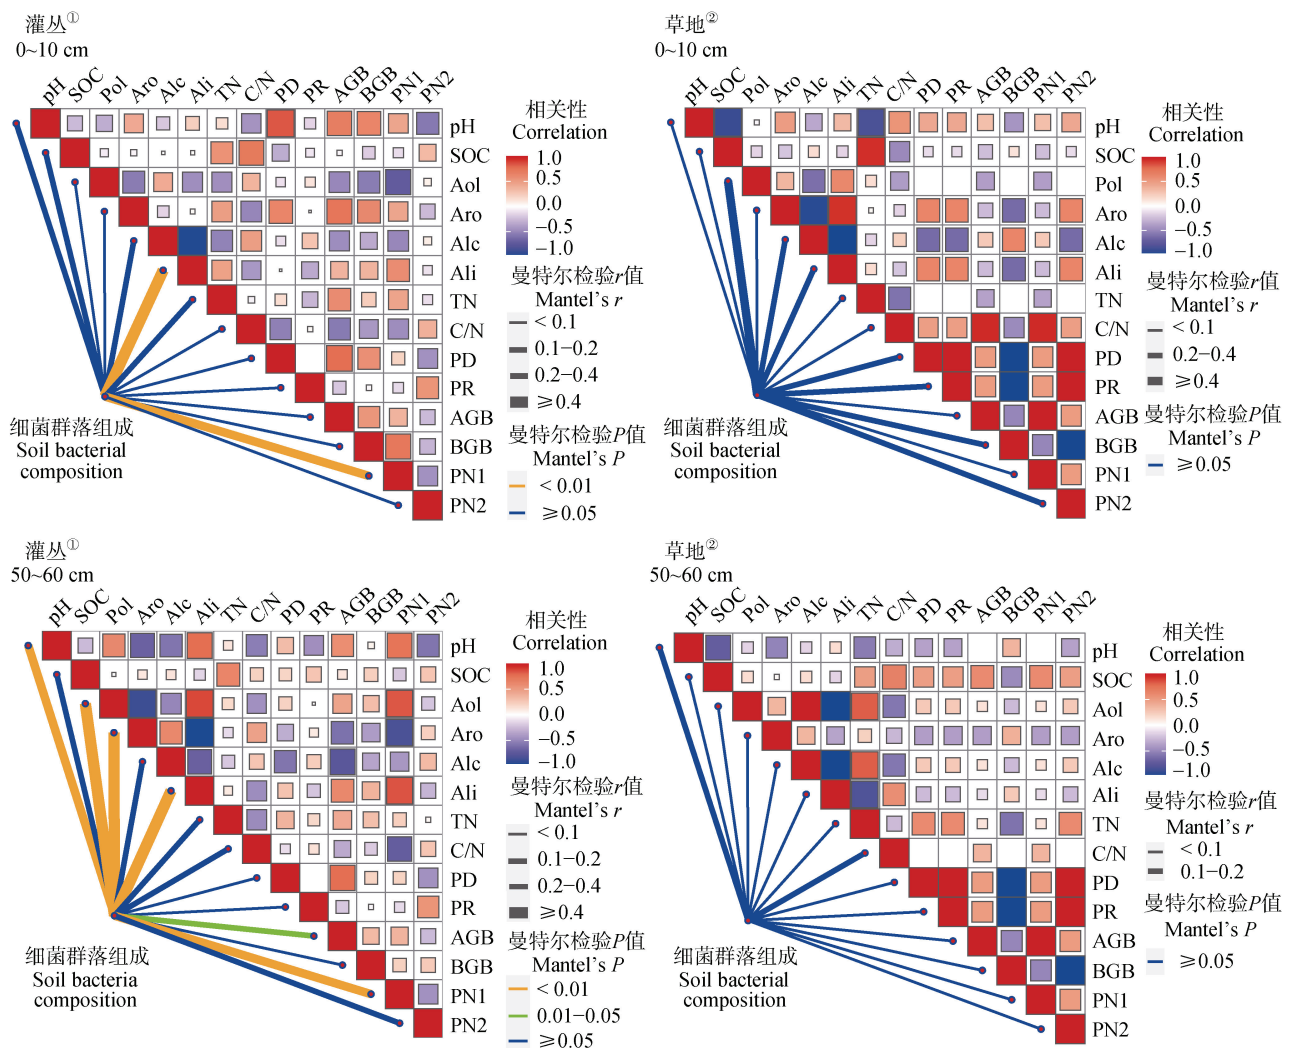 灌丛①
0~10 cm
pH SOC Pol Aro Alc Ali TN C/N PD PR AGB BGB PN1 PN2
pH
SOC
Aol
Aro
Alc
Ali
TN
C/N
PD
PR
AGB
BGB
PN1
PN2
细菌群落组成
Soil bacterial
composition
相关性
Correlation
1.0
0.5
0.0
−0.5
−1.0
曼特尔检验r值
Mantel's r
< 0.1
0.1−0.2
0.2−0.4
⩾0.4
曼特尔检验P值
Mantel's P
< 0.01
⩾0.05
草地②
0~10 cm
pH SOC Pol Aro Alc Ali TN C/N PD PR AGB BGB PN1 PN2
pH
SOC
Pol
Aro
Alc
Ali
TN
C/N
PD
PR
AGB
BGB
PN1
PN2
细菌群落组成
Soil bacterial
composition
相关性
Correlation
1.0
0.5
0.0
−0.5
−1.0
曼特尔检验r值
Mantel's r
< 0.1
0.2−0.4
⩾0.4
曼特尔检验P值
Mantel's P
⩾0.05
灌丛①
50~60 cm
pH SOC Pol Aro Alc Ali TN C/N PD PR AGB BGB PN1 PN2
pH
SOC
Aol
Aro
Alc
Ali
TN
C/N
PD
PR
AGB
BGB
PN1
PN2
细菌群落组成
Soil bacteria
composition
相关性
Correlation
1.0
0.5
0.0
−0.5
−1.0
曼特尔检验r值
Mantel's r
< 0.1
0.1−0.2
0.2−0.4
⩾0.4
曼特尔检验P值
Mantel's P
< 0.01
0.01−0.05
⩾0.05
草地②
50~60 cm
pH SOC Pol Aro Alc Ali TN C/N PD PR AGB BGB PN1 PN2
pH
SOC
Aol
Aro
Alc
Ali
TN
C/N
PD
PR
AGB
BGB
PN1
PN2
细菌群落组成
Soil bacterial
composition
相关性
Correlation
1.0
0.5
0.0
−0.5
−1.0
曼特尔检验r值
Mantel's r
< 0.1
0.1−0.2
曼特尔检验P值
Mantel's P
⩾0.05